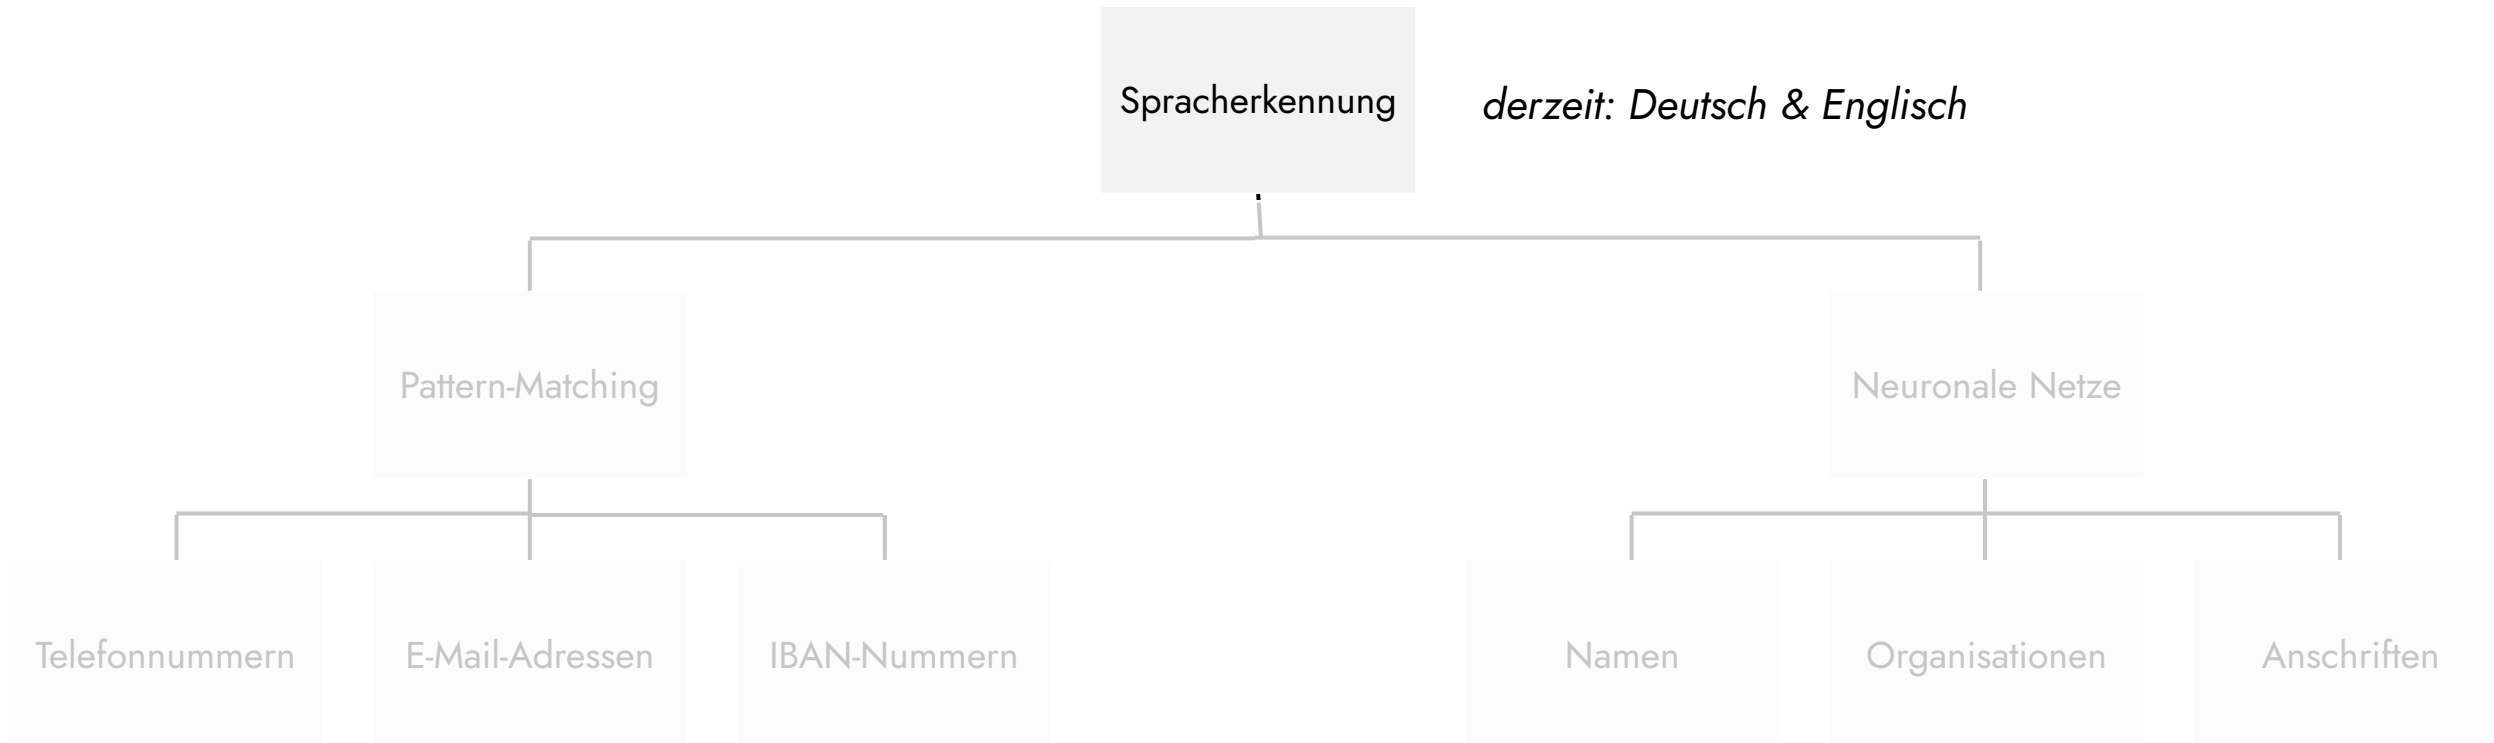 Spracherkennung
derzeit: Deutsch & Englisch
Pattern-Matching
Neuronale Netze
Telefonnummern
E-Mail-Adressen
IBAN-Nummern
Namen
Organisationen
Anschriften